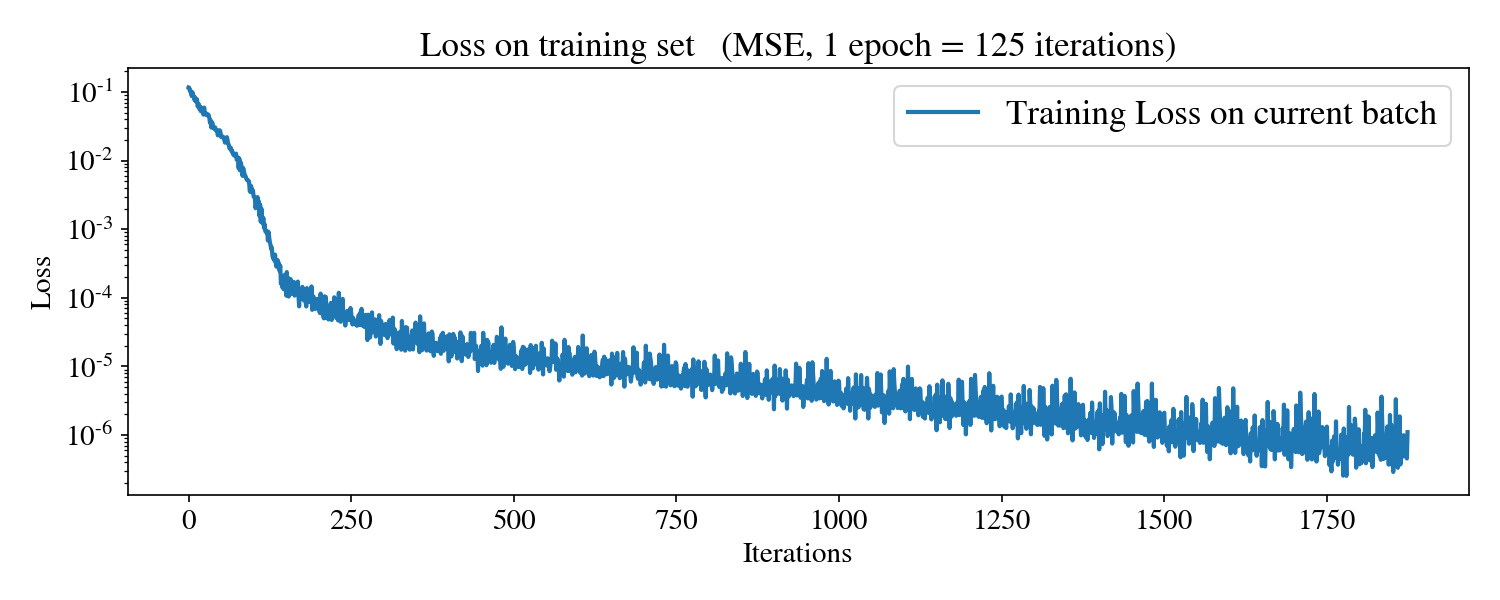 Loss on training set (MSE, 1 epoch = 125 iterations)
Training Loss on current batch
Loss
10^-1
10^-2
10^-3
10^-4
10^-5
10^-6
0 250 500 750 1000 1250 1500 1750
Iterations